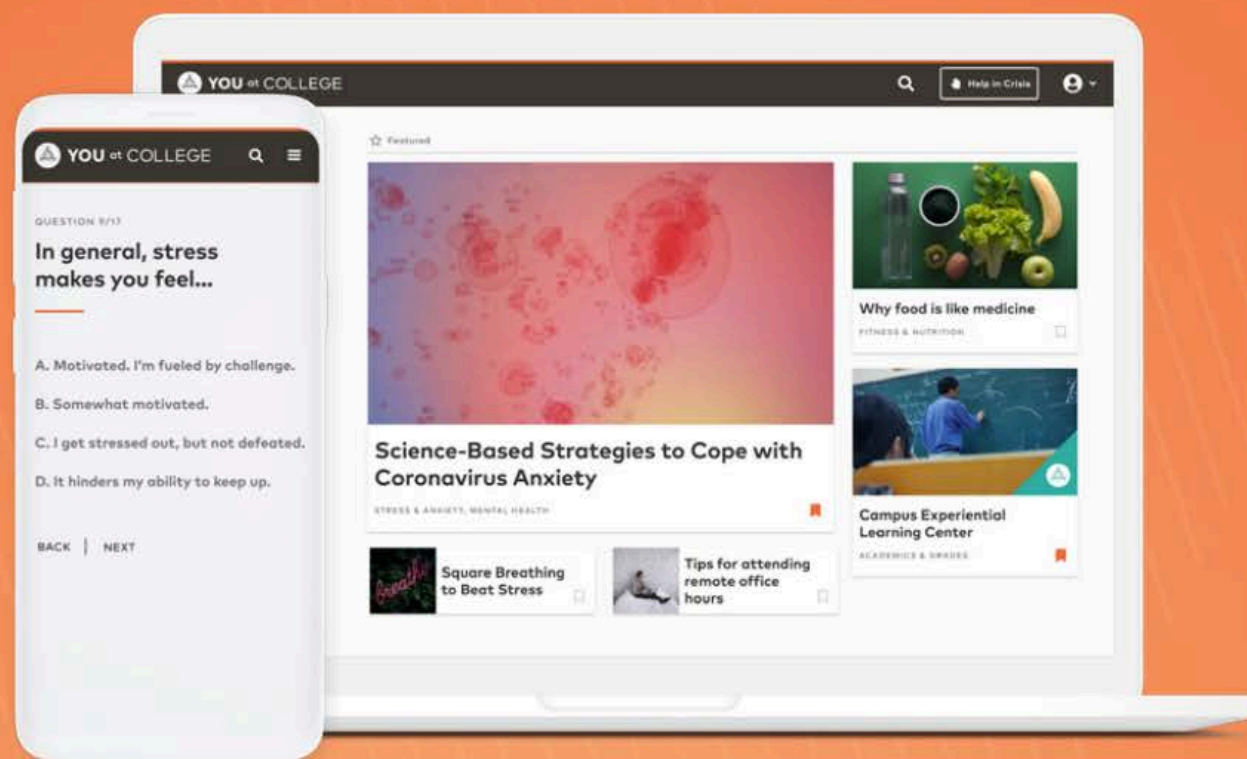 YOU at COLLEGE
QUESTION 9/17
In general, stress
makes you feel...
A. Motivated. I'm fueled by challenge.
B. Somewhat motivated.
C. I get stressed out, but not defeated.
D. It hinders my ability to keep up.
BACK | NEXT
YOU at COLLEGE
Help in Crisis
Featured
Science-Based Strategies to Cope with
Coronavirus Anxiety
STRESS & ANXIETY, MENTAL HEALTH
breathe
Square Breathing
to Beat Stress
Tips for attending
remote office
hours
Why food is like medicine
FITNESS & NUTRITION
Campus Experiential
Learning Center
ACADEMICS & GRADES